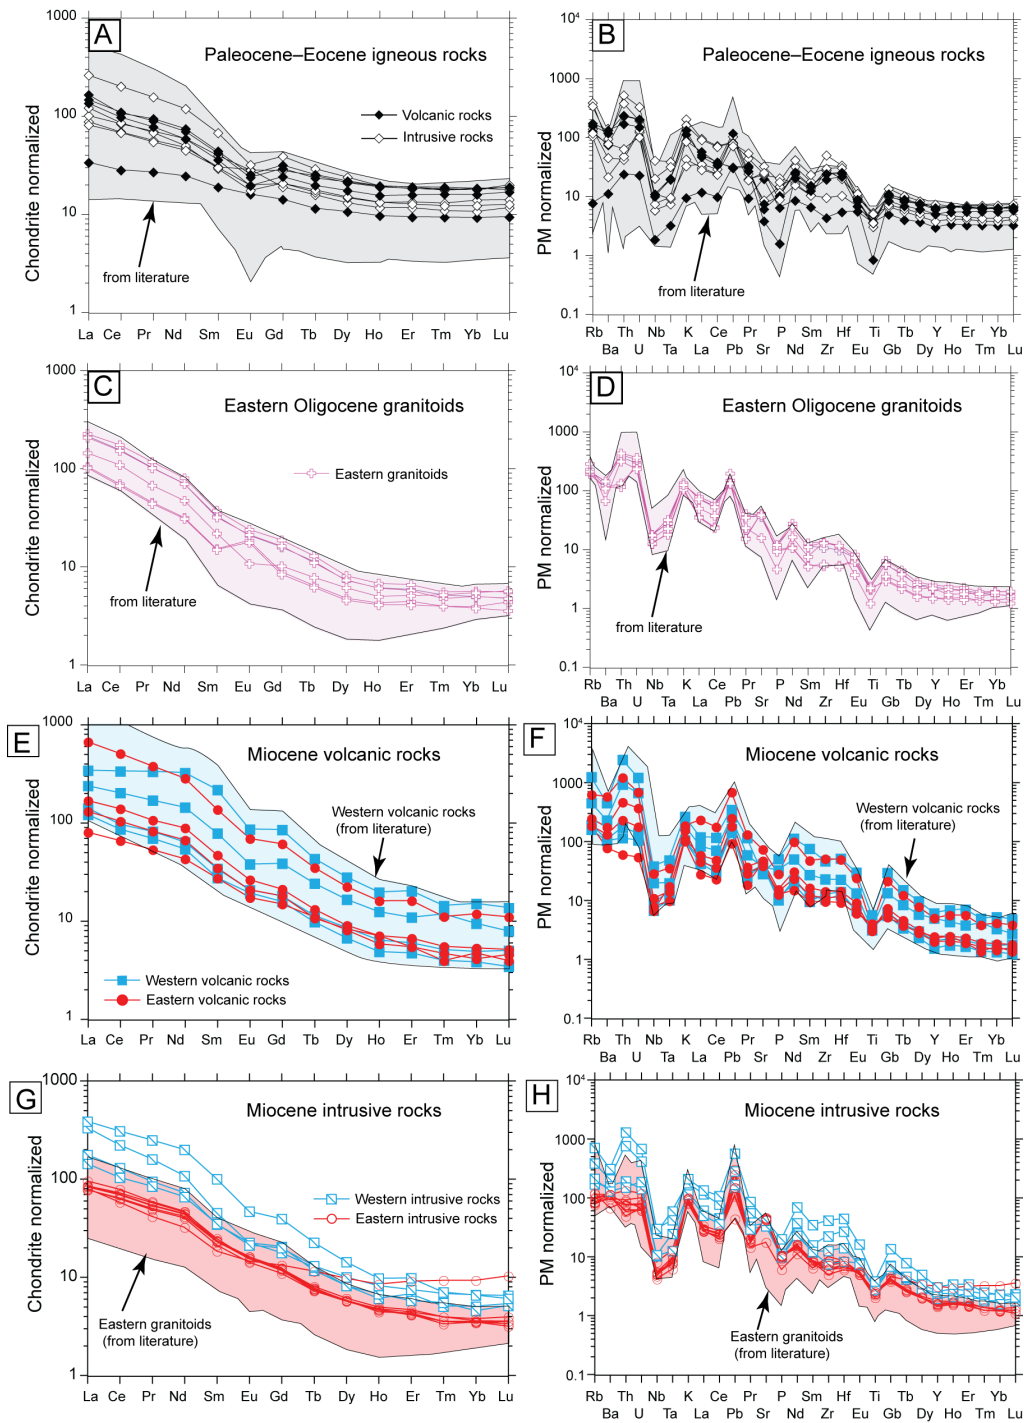 A
Paleocene–Eocene igneous rocks
Chondrite normalized
1000
100
10
1
Volcanic rocks
Intrusive rocks
from literature
La Ce Pr Nd Sm Eu Gd Tb Dy Ho Er Tm Yb Lu
B
Paleocene–Eocene igneous rocks
PM normalized
10⁴
1000
100
10
1
0.1
from literature
Rb Th Nb K Ce Pr P Sm Hf Ti Tb Y Er Yb
Ba U Ta La Pb Sr Nd Zr Eu Gb Dy Ho Tm Lu
C
Eastern Oligocene granitoids
Chondrite normalized
1000
100
10
1
Eastern granitoids
from literature
La Ce Pr Nd Sm Eu Gd Tb Dy Ho Er Tm Yb Lu
D
Eastern Oligocene granitoids
PM normalized
10⁴
1000
100
10
1
0.1
from literature
Rb Th Nb K Ce Pr P Sm Hf Ti Tb Y Er Yb
Ba U Ta La Pb Sr Nd Zr Eu Gb Dy Ho Tm Lu
E
Miocene volcanic rocks
Chondrite normalized
1000
100
10
1
Western volcanic rocks
(from literature)
Western volcanic rocks
Eastern volcanic rocks
La Ce Pr Nd Sm Eu Gd Tb Dy Ho Er Tm Yb Lu
F
Miocene volcanic rocks
PM normalized
10⁴
1000
100
10
1
0.1
Western volcanic rocks
(from literature)
Rb Th Nb K Ce Pr P Sm Hf Ti Tb Y Er Yb
Ba U Ta La Pb Sr Nd Zr Eu Gb Dy Ho Tm Lu
G
Miocene intrusive rocks
Chondrite normalized
1000
100
10
1
Western intrusive rocks
Eastern intrusive rocks
Eastern granitoids
(from literature)
La Ce Pr Nd Sm Eu Gd Tb Dy Ho Er Tm Yb Lu
H
Miocene intrusive rocks
PM normalized
10⁴
1000
100
10
1
0.1
Eastern granitoids
(from literature)
Rb Th Nb K Ce Pr P Sm Hf Ti Tb Y Er Yb
Ba U Ta La Pb Sr Nd Zr Eu Gb Dy Ho Tm Lu